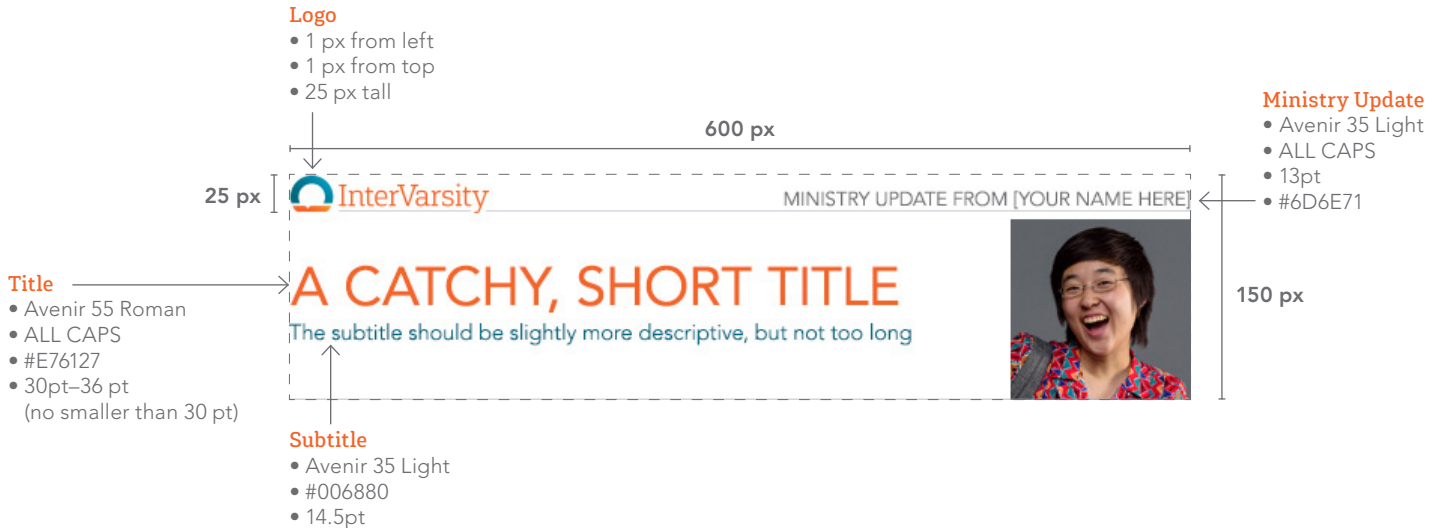 Logo
• 1 px from left
• 1 px from top
• 25 px tall
Ministry Update
• Avenir 35 Light
• ALL CAPS
• 13pt
• #6D6E71
600 px
25 px
InterVarsity
MINISTRY UPDATE FROM [YOUR NAME HERE]
Title
• Avenir 55 Roman
• ALL CAPS
• #E76127
• 30pt–36 pt
(no smaller than 30 pt)
A CATCHY, SHORT TITLE
The subtitle should be slightly more descriptive, but not too long
150 px
Subtitle
• Avenir 35 Light
• #006880
• 14.5pt